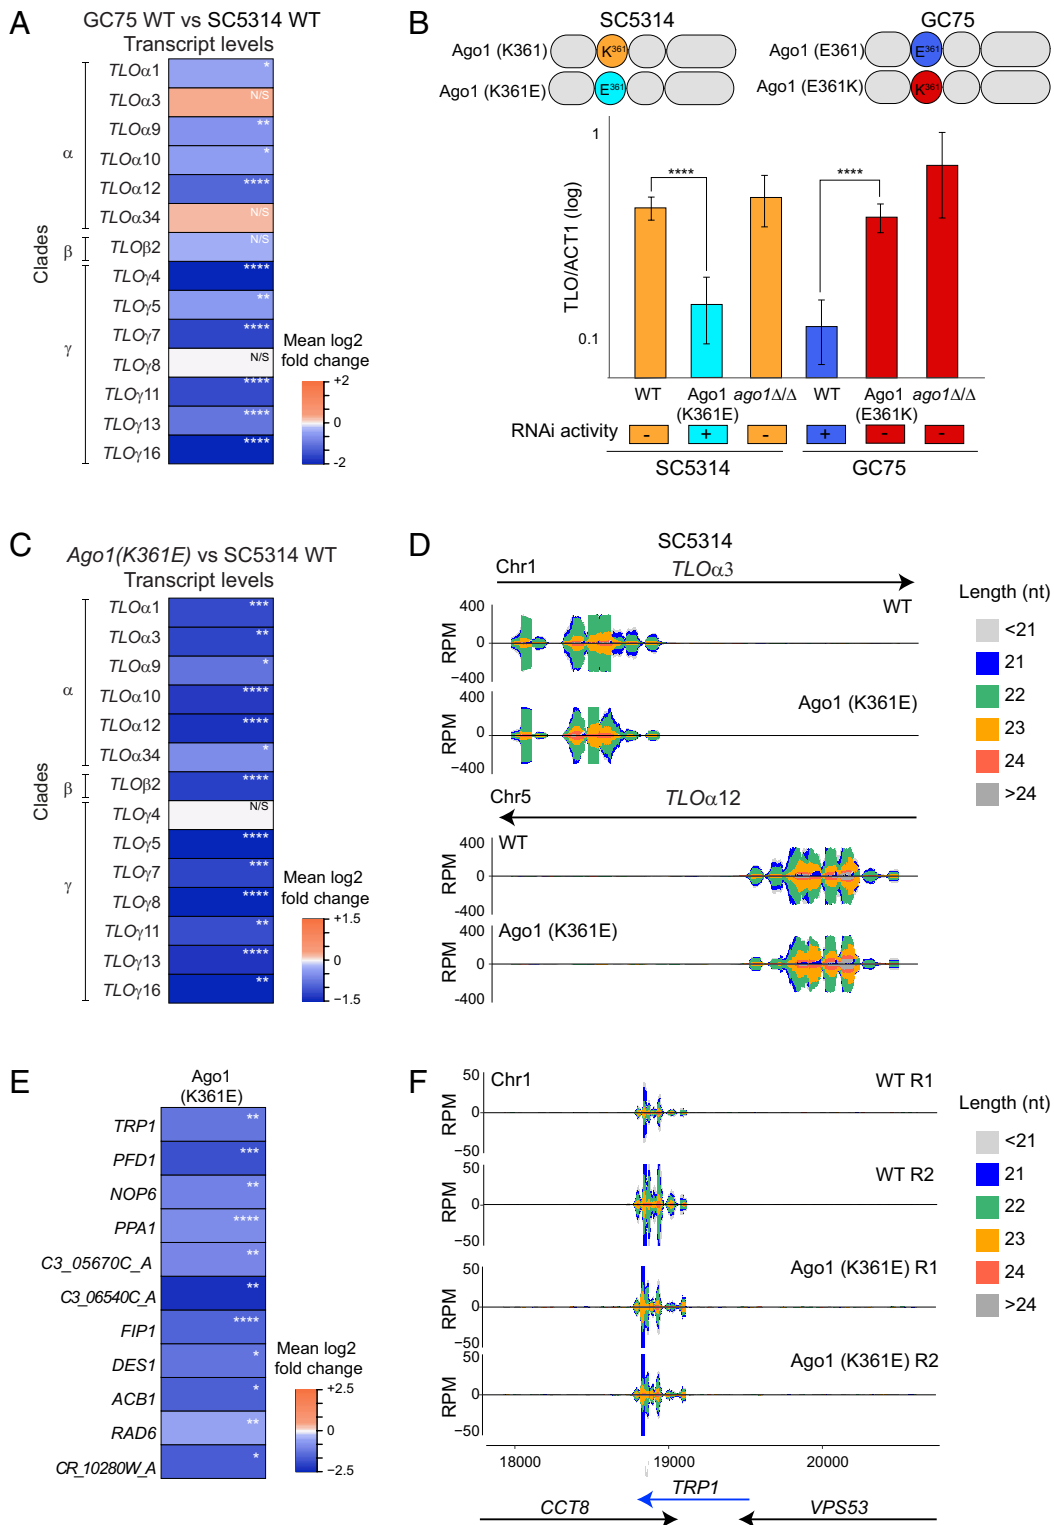 A
GC75 WT vs SC5314 WT
Transcript levels
Clades
α
β
γ
TLOα1 *
TLOα3 N/S
TLOα9 **
TLOα10 *
TLOα12 ****
TLOα34 N/S
TLOβ2 N/S
TLOγ4 ****
TLOγ5 **
TLOγ7 ****
TLOγ8 N/S
TLOγ11 ****
TLOγ13 ****
TLOγ16 ****
Mean log2
fold change
+2
0
-2
B
SC5314
GC75
Ago1 (K361) K361
Ago1 (K361E) E361
Ago1 (E361) E361
Ago1 (E361K) K361
TLO/ACT1 (log)
1
0.1
****
****
WT
Ago1
(K361E)
ago1Δ/Δ
WT
Ago1
(E361K)
ago1Δ/Δ
RNAi activity - + - + - -
SC5314
GC75
C
Ago1(K361E) vs SC5314 WT
Transcript levels
Clades
α
β
γ
TLOα1 ***
TLOα3 **
TLOα9 *
TLOα10 ****
TLOα12 ****
TLOα34 *
TLOβ2 ****
TLOγ4 N/S
TLOγ5 ****
TLOγ7 ***
TLOγ8 ****
TLOγ11 **
TLOγ13 ****
TLOγ16 **
Mean log2
fold change
+1.5
0
−1.5
D
SC5314
Chr1
TLOα3
WT
RPM
400
0
−400
Ago1 (K361E)
RPM
400
0
−400
Chr5
TLOα12
WT
RPM
400
0
−400
Ago1 (K361E)
RPM
400
0
−400
Length (nt)
<21
21
22
23
24
>24
E
Ago1
(K361E)
TRP1 **
PFD1 ***
NOP6 **
PPA1 ****
C3_05670C_A **
C3_06540C_A **
FIP1 ****
DES1 *
ACB1 *
RAD6 **
CR_10280W_A *
Mean log2
fold change
+2.5
0
−2.5
F
Chr1
WT R1
RPM
50
0
−50
WT R2
RPM
50
0
−50
Ago1 (K361E) R1
RPM
50
0
−50
Ago1 (K361E) R2
RPM
50
0
−50
18000
19000
20000
TRP1
CCT8
VPS53
Length (nt)
<21
21
22
23
24
>24